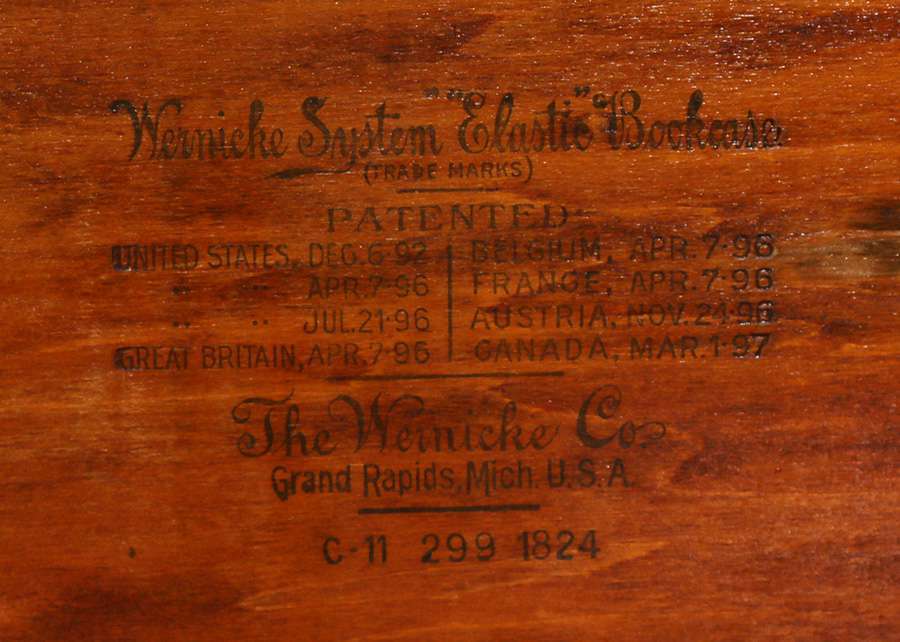 Wernicke System" "Elastic" Bookcase
(TRADE MARKS)
PATENTED
UNITED STATES, DEC. 6-92 | BELGIUM, APR. 7-96
" " APR. 7-96 | FRANCE, APR. 7-96
" " JUL. 21-96 | AUSTRIA, NOV. 24-96
GREAT BRITAIN, APR. 7-96 | CANADA, MAR. 1-97
The Wernicke Co
Grand Rapids, Mich. U.S.A.
C-11 299 1824